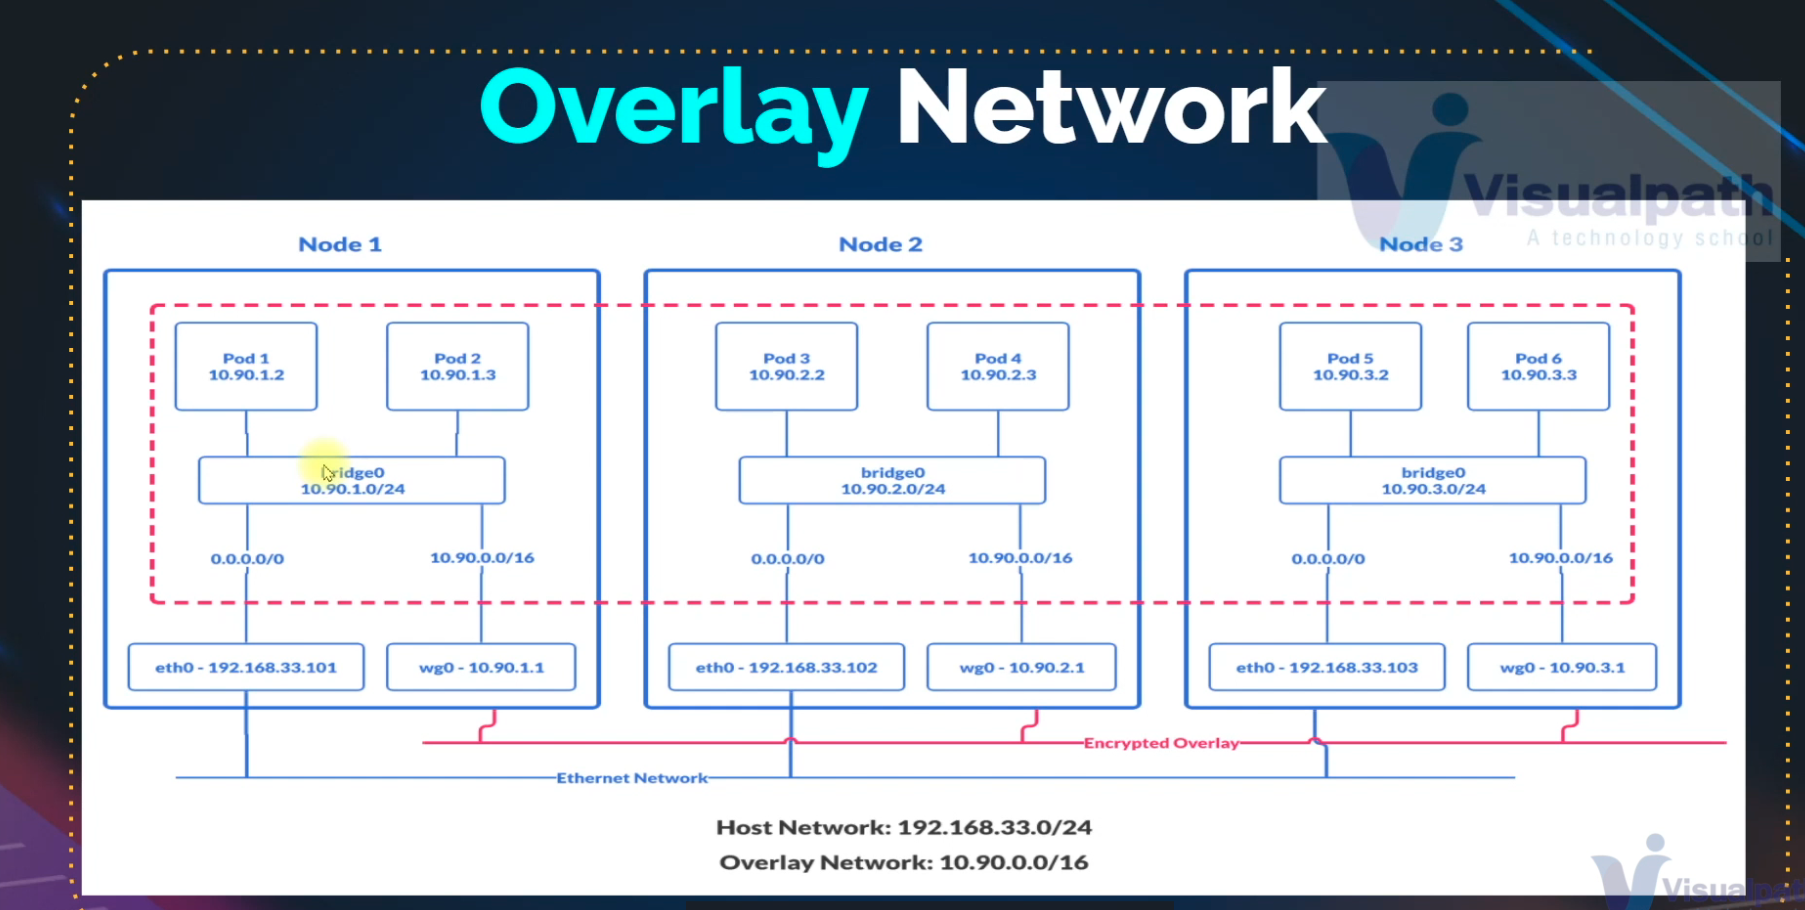 Overlay Network
Visualpath
A technology school
Node 1
Node 2
Node 3
Pod 1
10.90.1.2
Pod 2
10.90.1.3
Pod 3
10.90.2.2
Pod 4
10.90.2.3
Pod 5
10.90.3.2
Pod 6
10.90.3.3
bridge0
10.90.1.0/24
bridge0
10.90.2.0/24
bridge0
10.90.3.0/24
0.0.0.0/0
10.90.0.0/16
0.0.0.0/0
10.90.0.0/16
0.0.0.0/0
10.90.0.0/16
eth0 - 192.168.33.101
wg0 - 10.90.1.1
eth0 - 192.168.33.102
wg0 - 10.90.2.1
eth0 - 192.168.33.103
wg0 - 10.90.3.1
Encrypted Overlay
Ethernet Network
Host Network: 192.168.33.0/24
Overlay Network: 10.90.0.0/16